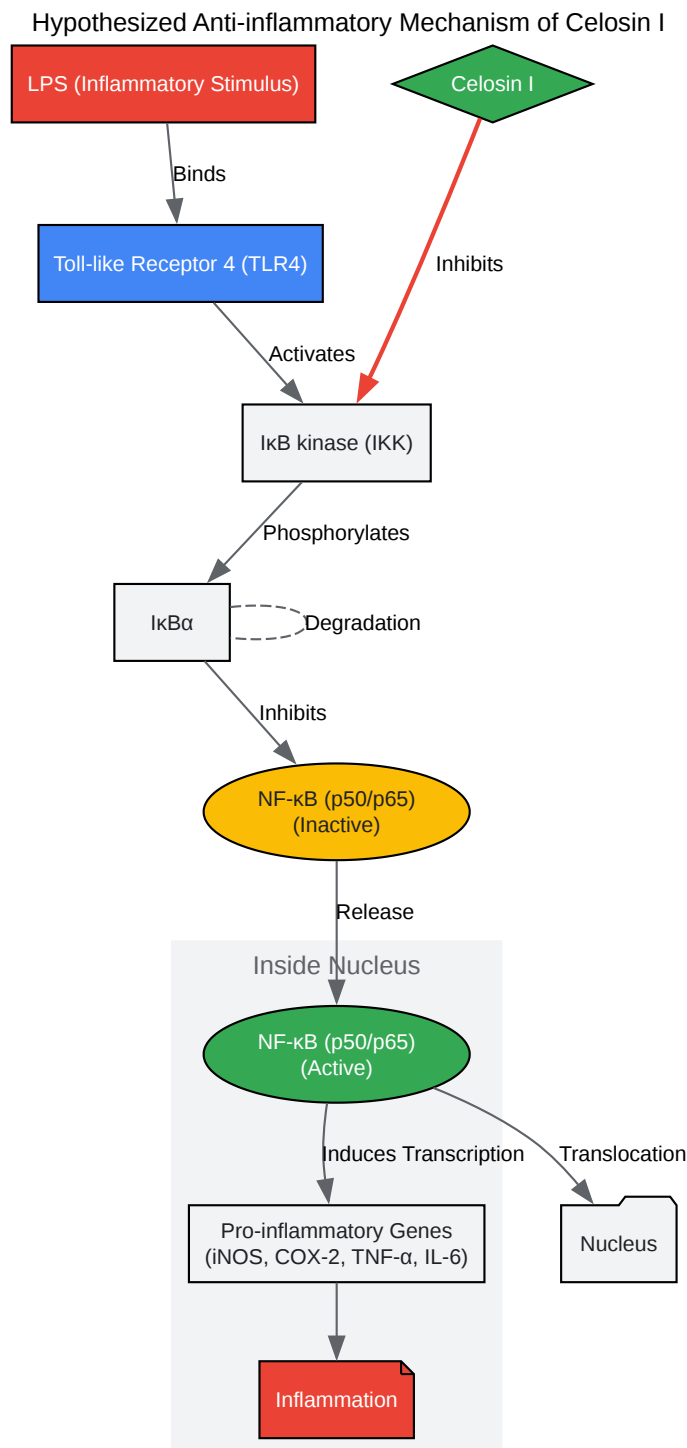 Hypothesized Anti-inflammatory Mechanism of Celosin I
LPS (Inflammatory Stimulus)
Celosin I
Binds
Toll-like Receptor 4 (TLR4)
Inhibits
Activates
IκB kinase (IKK)
Phosphorylates
IκBα
Degradation
Inhibits
NF-κB (p50/p65)
(Inactive)
Release
Inside Nucleus
NF-κB (p50/p65)
(Active)
Induces Transcription
Translocation
Pro-inflammatory Genes
(iNOS, COX-2, TNF-α, IL-6)
Nucleus
Inflammation